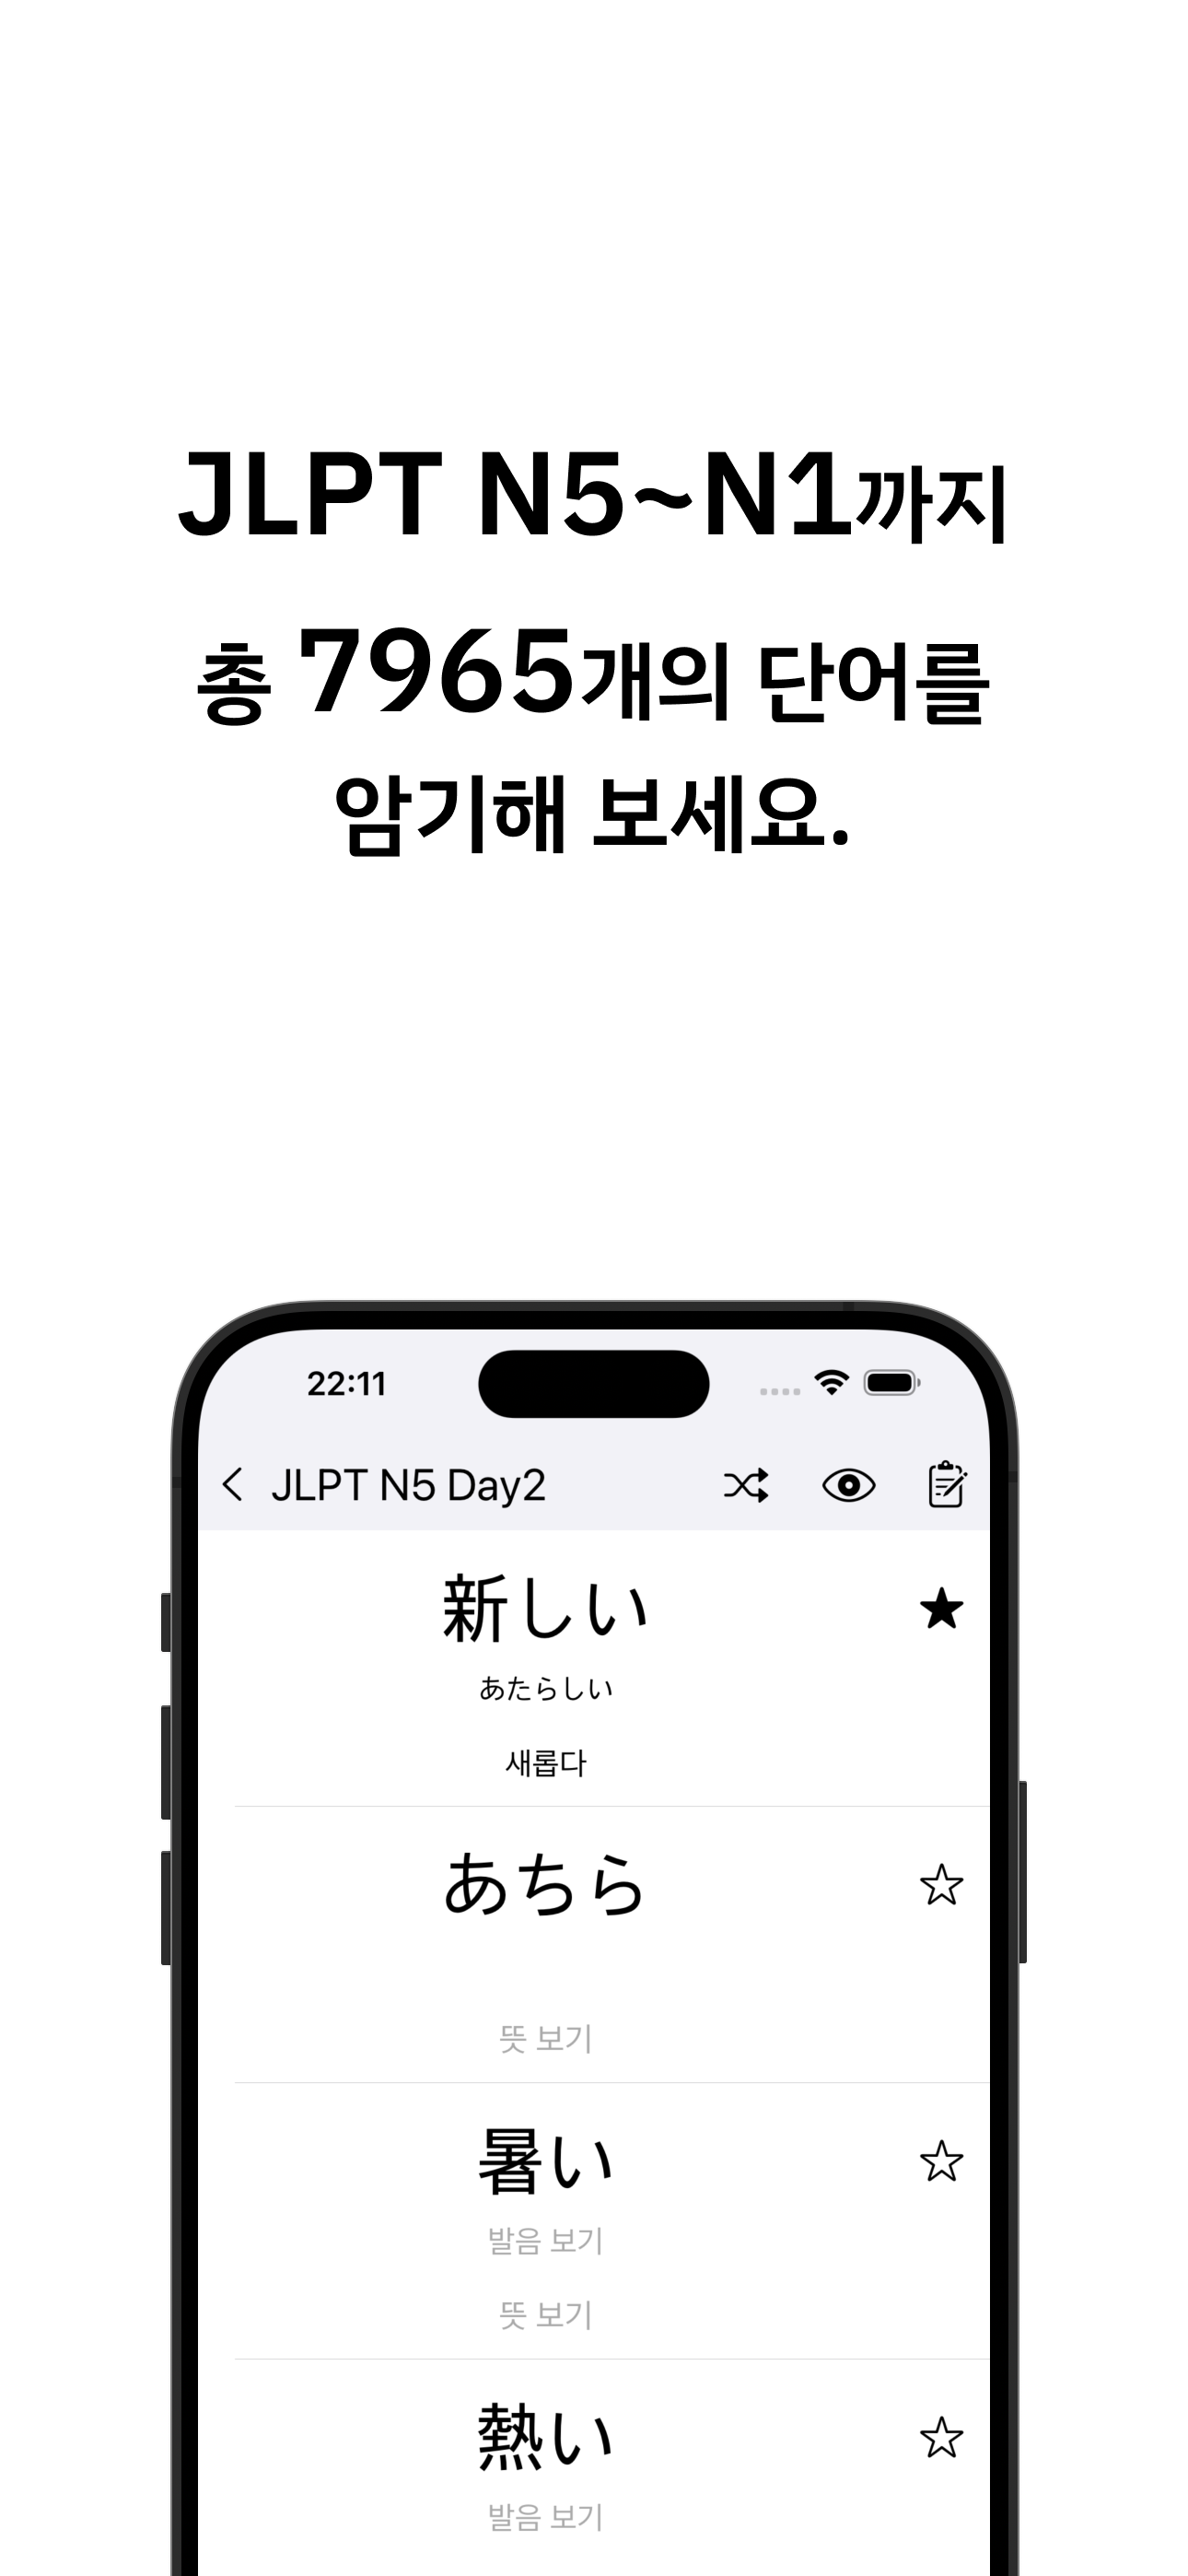 JLPT N5~N1까지
총 7965개의 단어를
암기해 보세요.
22:11
JLPT N5 Day2
新しい
あたらしい
새롭다
あちら
뜻 보기
暑い
발음 보기
뜻 보기
熱い
발음 보기